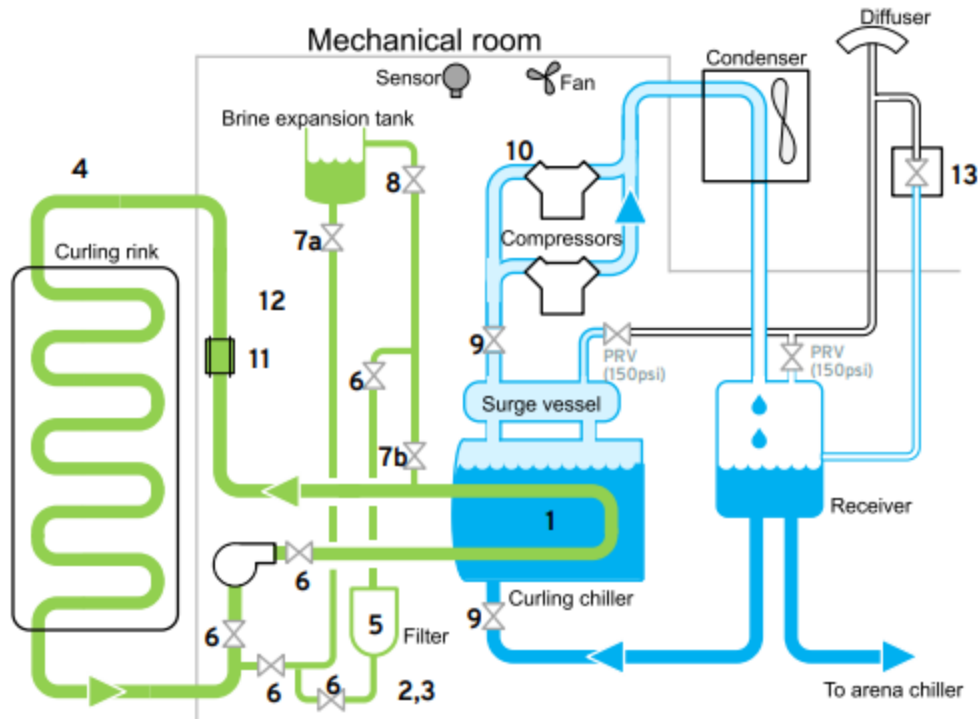 Diffuser
Mechanical room
Condenser
Sensor
Fan
Brine expansion tank
4
10
13
8
7a
Compressors
Curling rink
12
9
11
PRV
(150psi)
PRV
(150psi)
6
Surge vessel
7b
1
Receiver
6
Curling chiller
9
5
Filter
6
6
6
2,3
To arena chiller